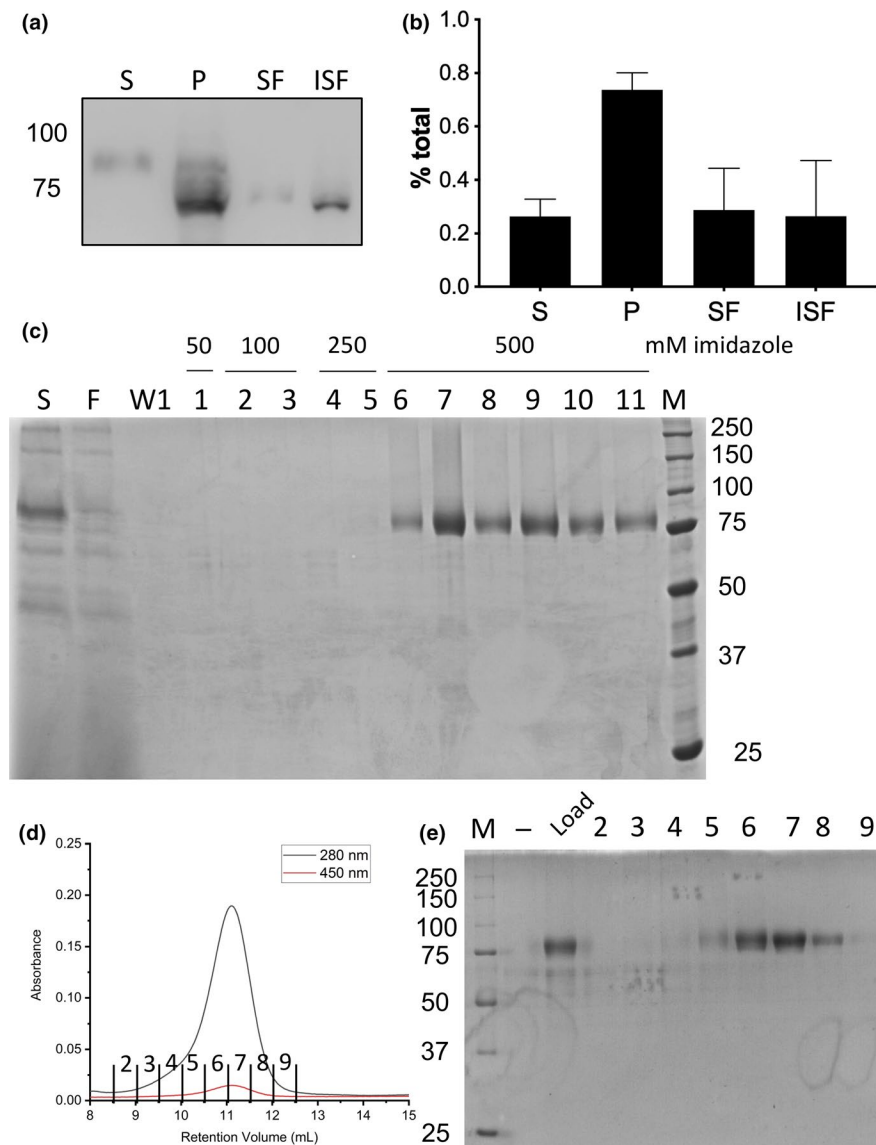 (a)
S P SF ISF
100
75
(b)
% total
1.0
0.8
0.6
0.4
0.2
0.0
S P SF ISF
(c)
50 100 250 500 mM imidazole
S F W1 1 2 3 4 5 6 7 8 9 10 11 M
250
150
100
75
50
37
25
(d)
Absorbance
0.25
0.20
0.15
0.10
0.05
0.00
280 nm
450 nm
2 3 4 5 6 7 8 9
8 9 10 11 12 13 14 15
Retention Volume (mL)
(e)
M – Load 2 3 4 5 6 7 8 9
250
150
100
75
50
37
25